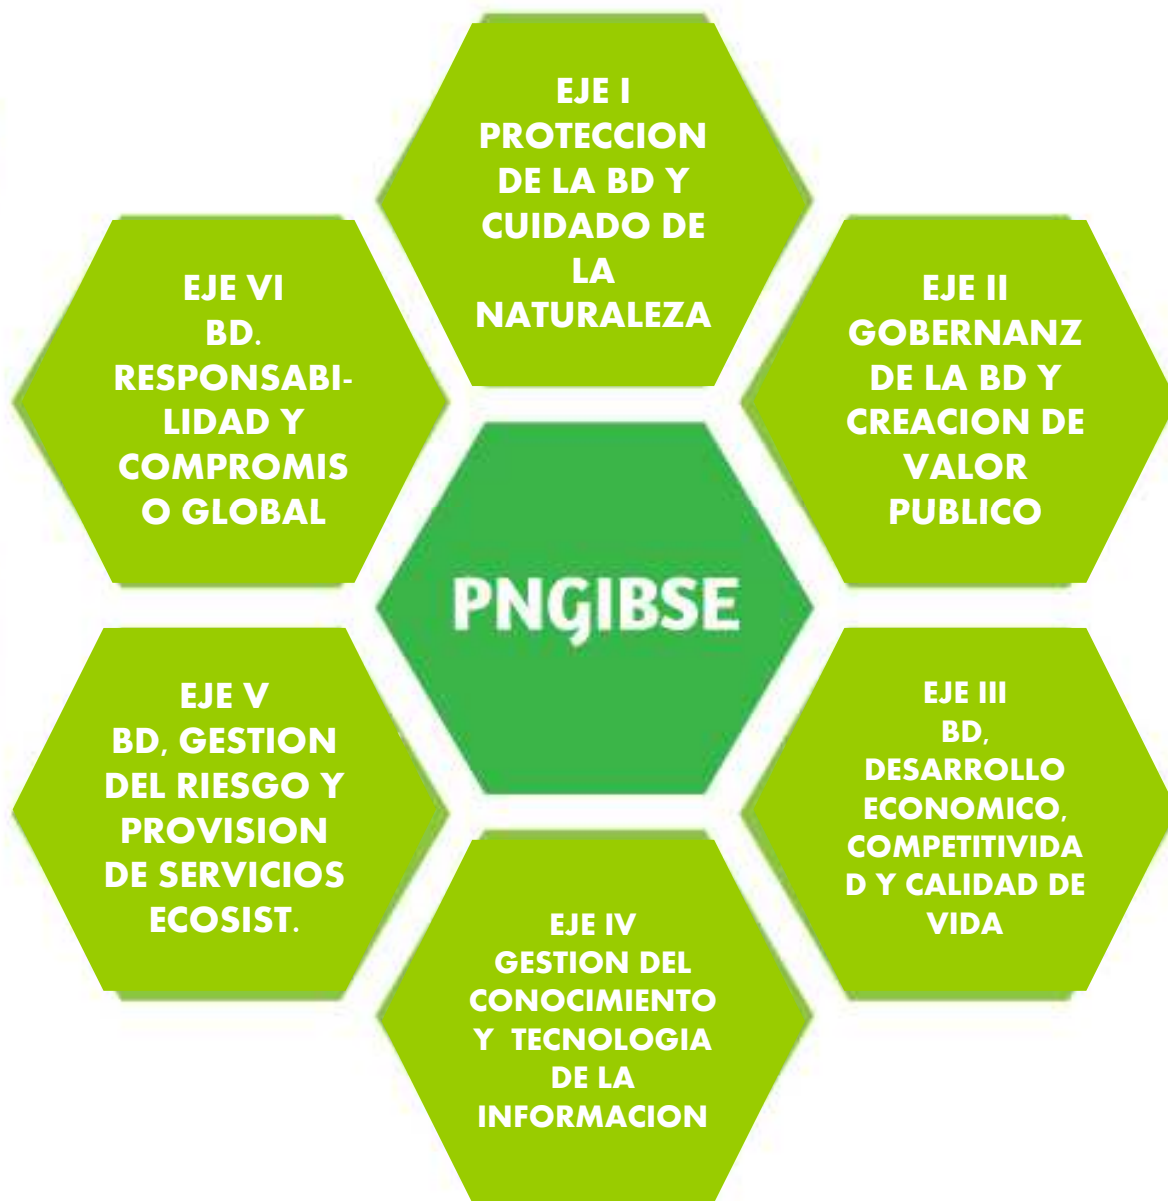 EJE I
PROTECCION
DE LA BD Y
CUIDADO DE
LA
NATURALEZA
EJE II
GOBERNANZ
DE LA BD Y
CREACION DE
VALOR
PUBLICO
EJE III
BD,
DESARROLLO
ECONOMICO,
COMPETITIVIDA
D Y CALIDAD DE
VIDA
EJE IV
GESTION DEL
CONOCIMIENTO
Y TECNOLOGIA
DE LA
INFORMACION
EJE V
BD, GESTION
DEL RIESGO Y
PROVISION
DE SERVICIOS
ECOSIST.
EJE VI
BD.
RESPONSABI-
LIDAD Y
COMPROMIS
O GLOBAL
PNGIBSE